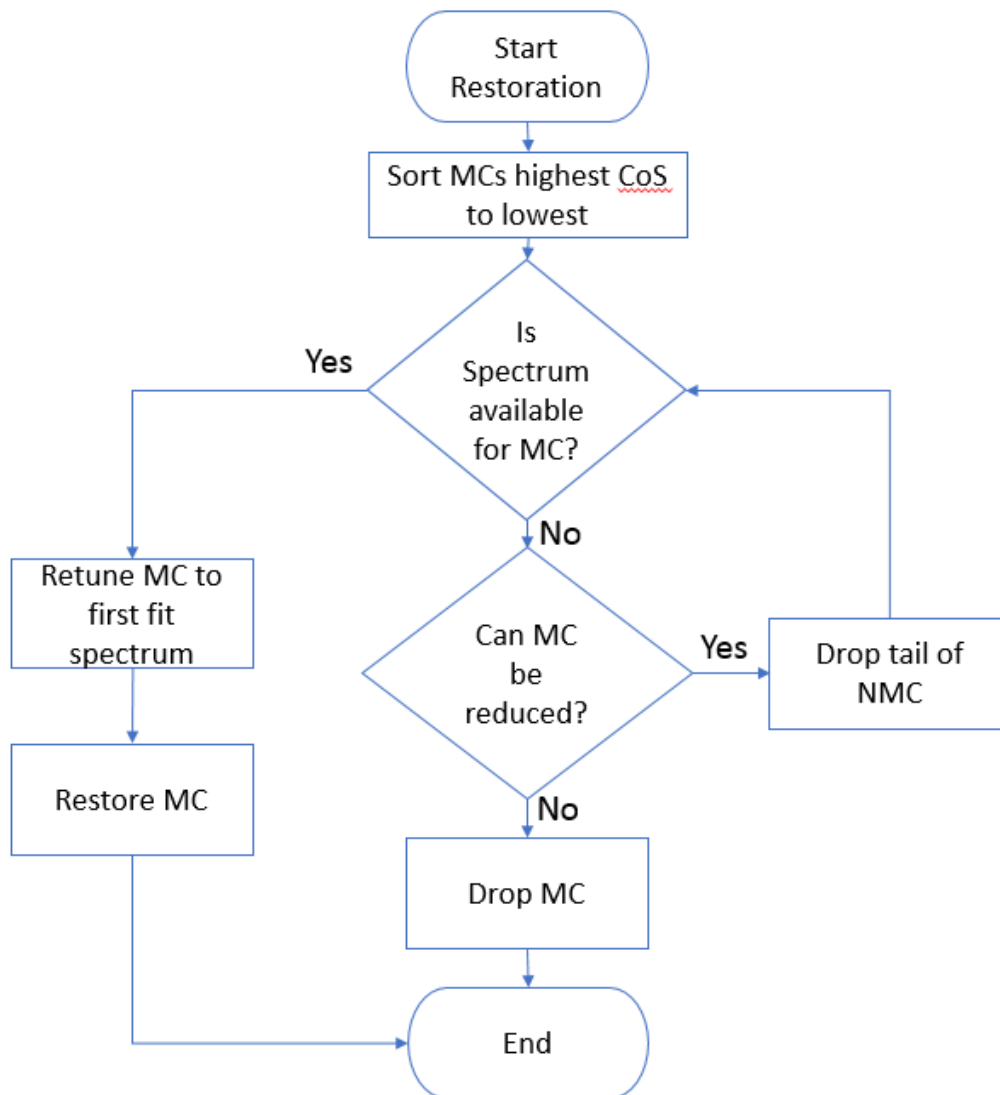 Start
Restoration
Sort MCs highest CoS
to lowest
Is
Spectrum
available
for MC?
Yes
No
Retune MC to
first fit
spectrum
Can MC
be
reduced?
Yes
Drop tail of
NMC
Restore MC
No
Drop MC
End